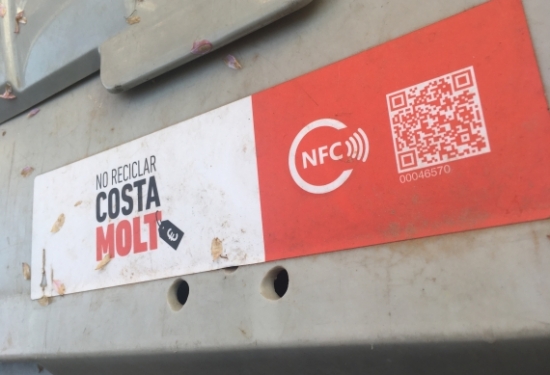 NO RECICLAR
COSTA
MOLT
€
NFC
00046570